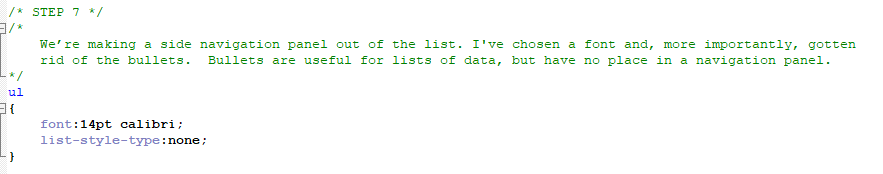 /* STEP 7 */
/*
We’re making a side navigation panel out of the list. I've chosen a font and, more importantly, gotten
rid of the bullets.  Bullets are useful for lists of data, but have no place in a navigation panel.
*/
ul
{
font:14pt calibri;
list-style-type:none;
}